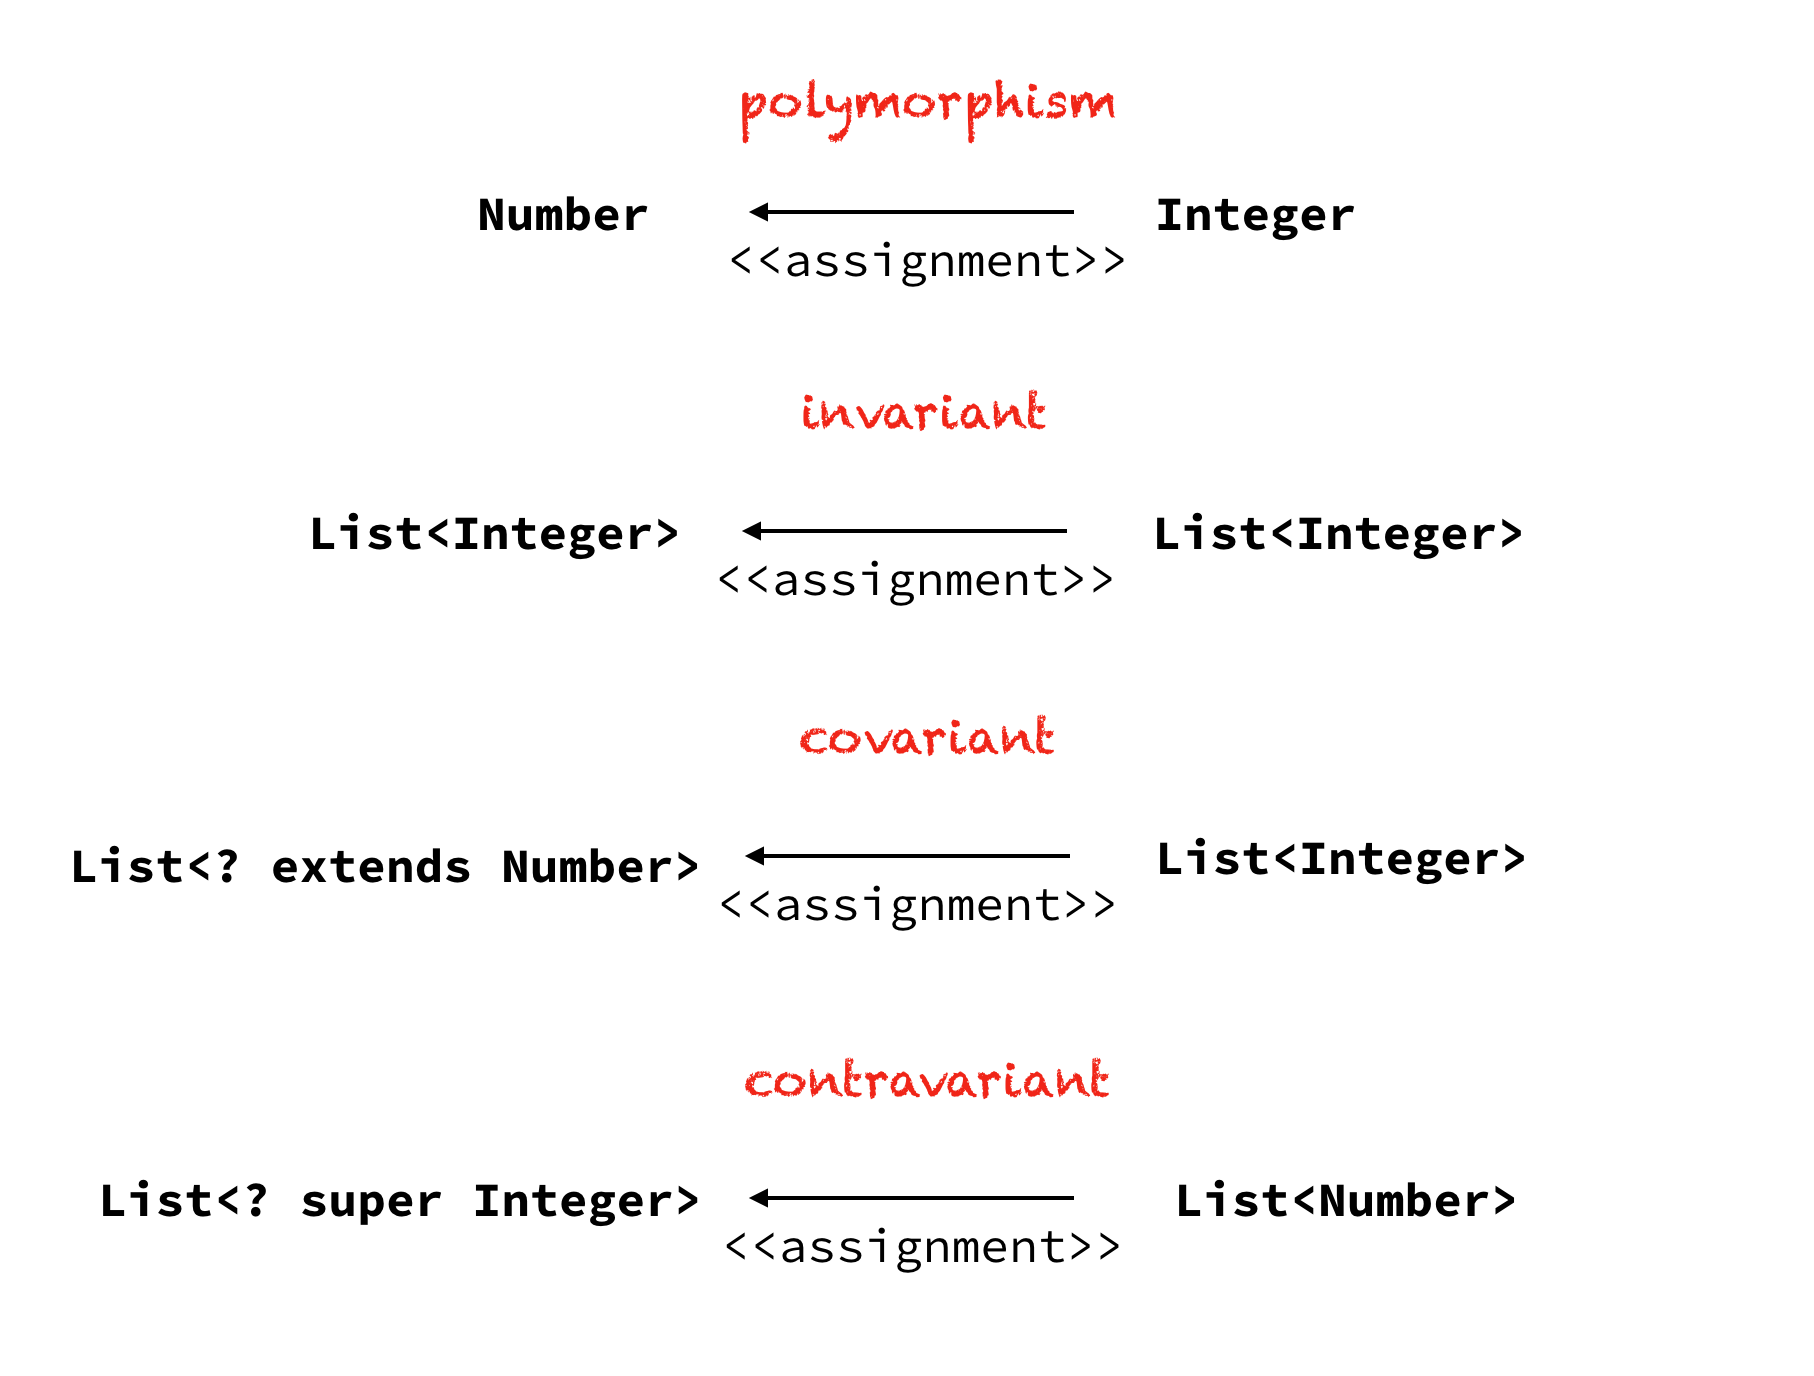 polymorphism
Number Integer
<<assignment>>
invariant
List<Integer> List<Integer>
<<assignment>>
covariant
List<? extends Number> List<Integer>
<<assignment>>
contravariant
List<? super Integer> List<Number>
<<assignment>>